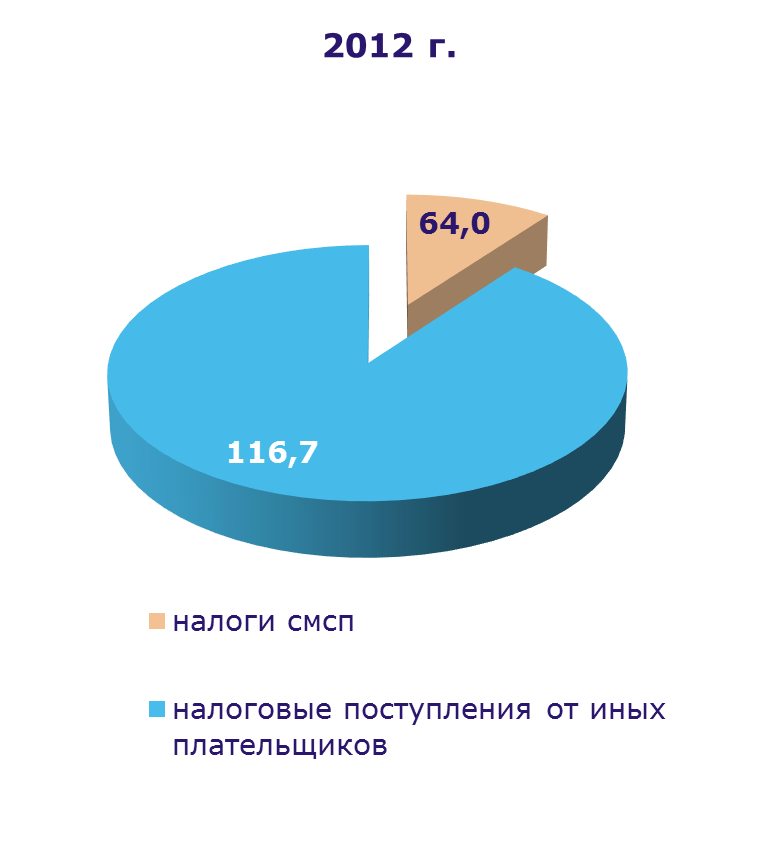 2012 г.
64,0
116,7
налоги смсп
налоговые поступления от иных
плательщиков